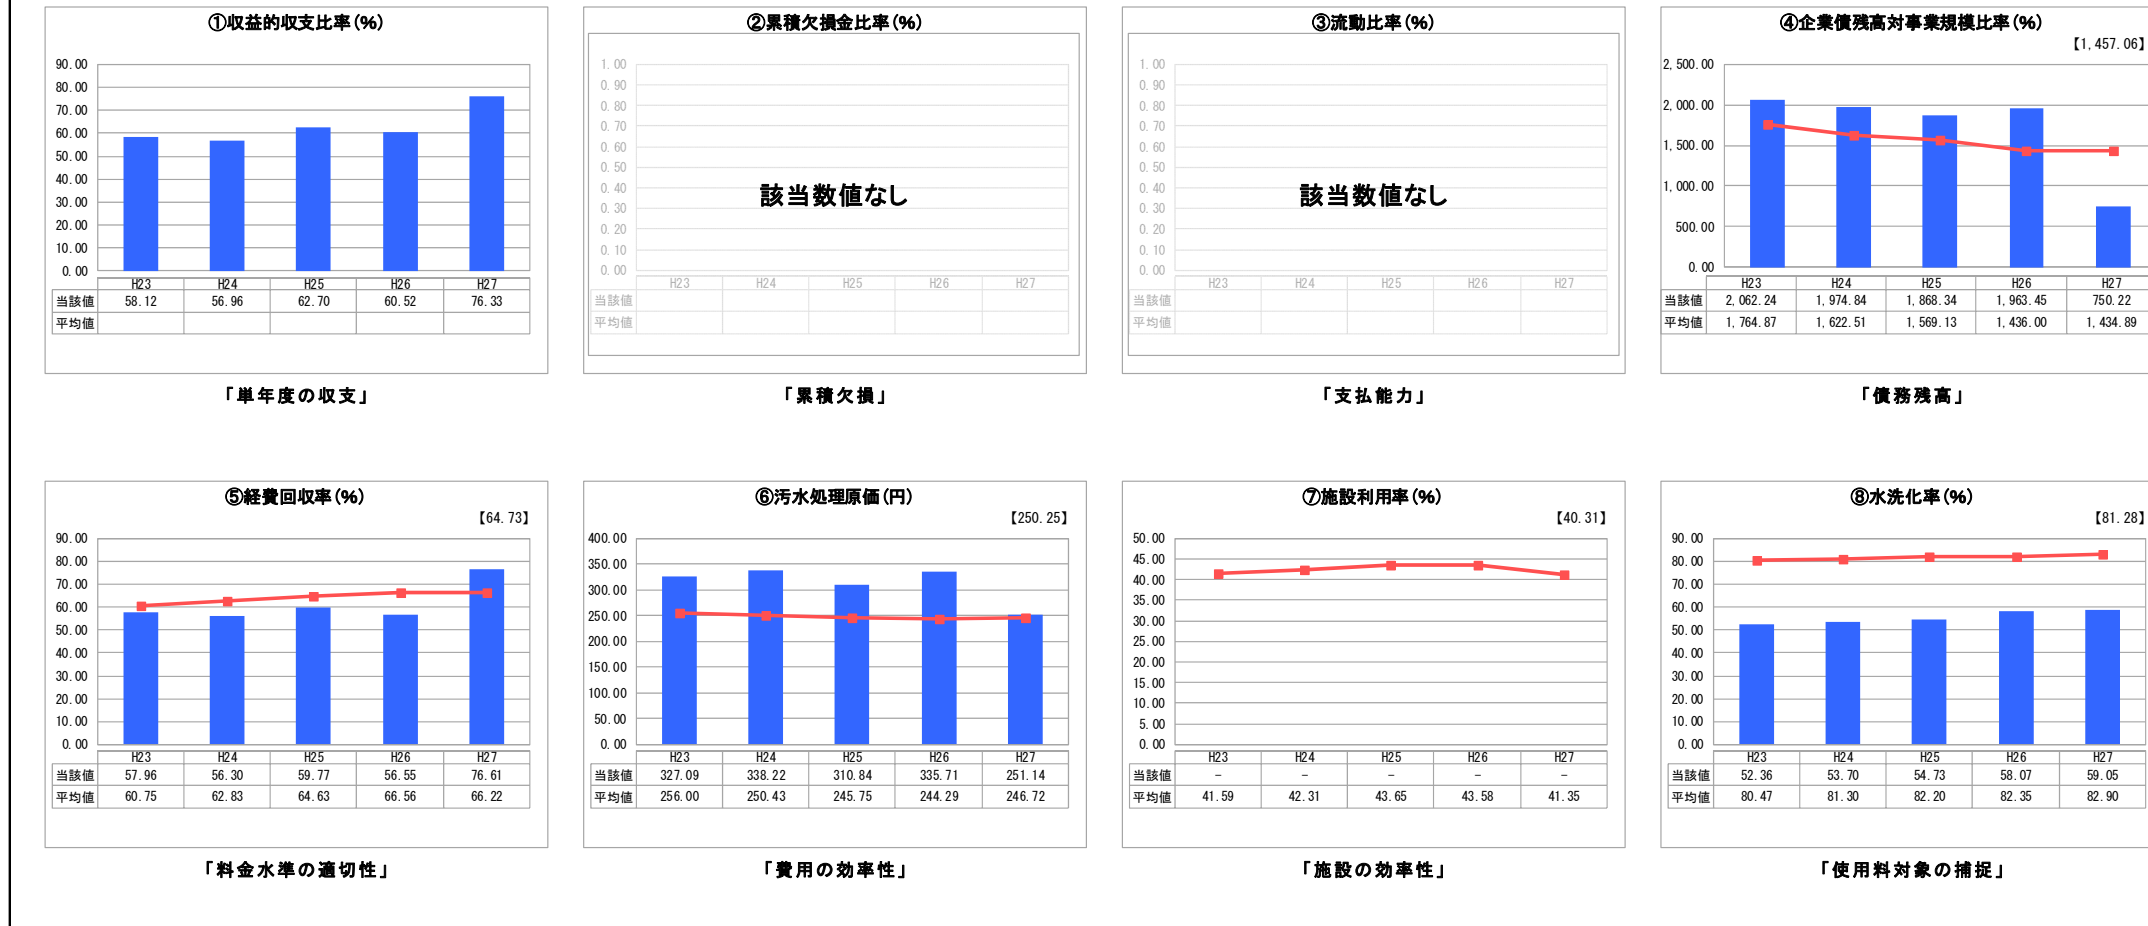 ①収益的収支比率(%)
90.00
80.00
70.00
60.00
50.00
40.00
30.00
20.00
10.00
0.00
H23 H24 H25 H26 H27
当該値 58.12 56.96 62.70 60.52 76.33
平均値
「単年度の収支」
②累積欠損金比率(%)
1.00
0.90
0.80
0.70
0.60
0.50
0.40
0.30
0.20
0.10
0.00
該当数値なし
H23 H24 H25 H26 H27
当該値
平均値
「累積欠損」
③流動比率(%)
1.00
0.90
0.80
0.70
0.60
0.50
0.40
0.30
0.20
0.10
0.00
該当数値なし
H23 H24 H25 H26 H27
当該値
平均値
「支払能力」
④企業債残高対事業規模比率(%)
【1,457.06】
2,500.00
2,000.00
1,500.00
1,000.00
500.00
0.00
H23 H24 H25 H26 H27
当該値 2,062.24 1,974.84 1,868.34 1,963.45 750.22
平均値 1,764.87 1,622.51 1,569.13 1,436.00 1,434.89
「債務残高」
⑤経費回収率(%)
【64.73】
90.00
80.00
70.00
60.00
50.00
40.00
30.00
20.00
10.00
0.00
H23 H24 H25 H26 H27
当該値 57.96 56.30 59.77 56.55 76.61
平均値 60.75 62.83 64.63 66.56 66.22
「料金水準の適切性」
⑥汚水処理原価(円)
【250.25】
400.00
350.00
300.00
250.00
200.00
150.00
100.00
50.00
0.00
H23 H24 H25 H26 H27
当該値 327.09 338.22 310.84 335.71 251.14
平均値 256.00 250.43 245.75 244.29 246.72
「費用の効率性」
⑦施設利用率(%)
【40.31】
50.00
45.00
40.00
35.00
30.00
25.00
20.00
15.00
10.00
5.00
0.00
H23 H24 H25 H26 H27
当該値 - - - - -
平均値 41.59 42.31 43.65 43.58 41.35
「施設の効率性」
⑧水洗化率(%)
【81.28】
90.00
80.00
70.00
60.00
50.00
40.00
30.00
20.00
10.00
0.00
H23 H24 H25 H26 H27
当該値 52.36 53.70 54.73 58.07 59.05
平均値 80.47 81.30 82.20 82.35 82.90
「使用料対象の捕捉」